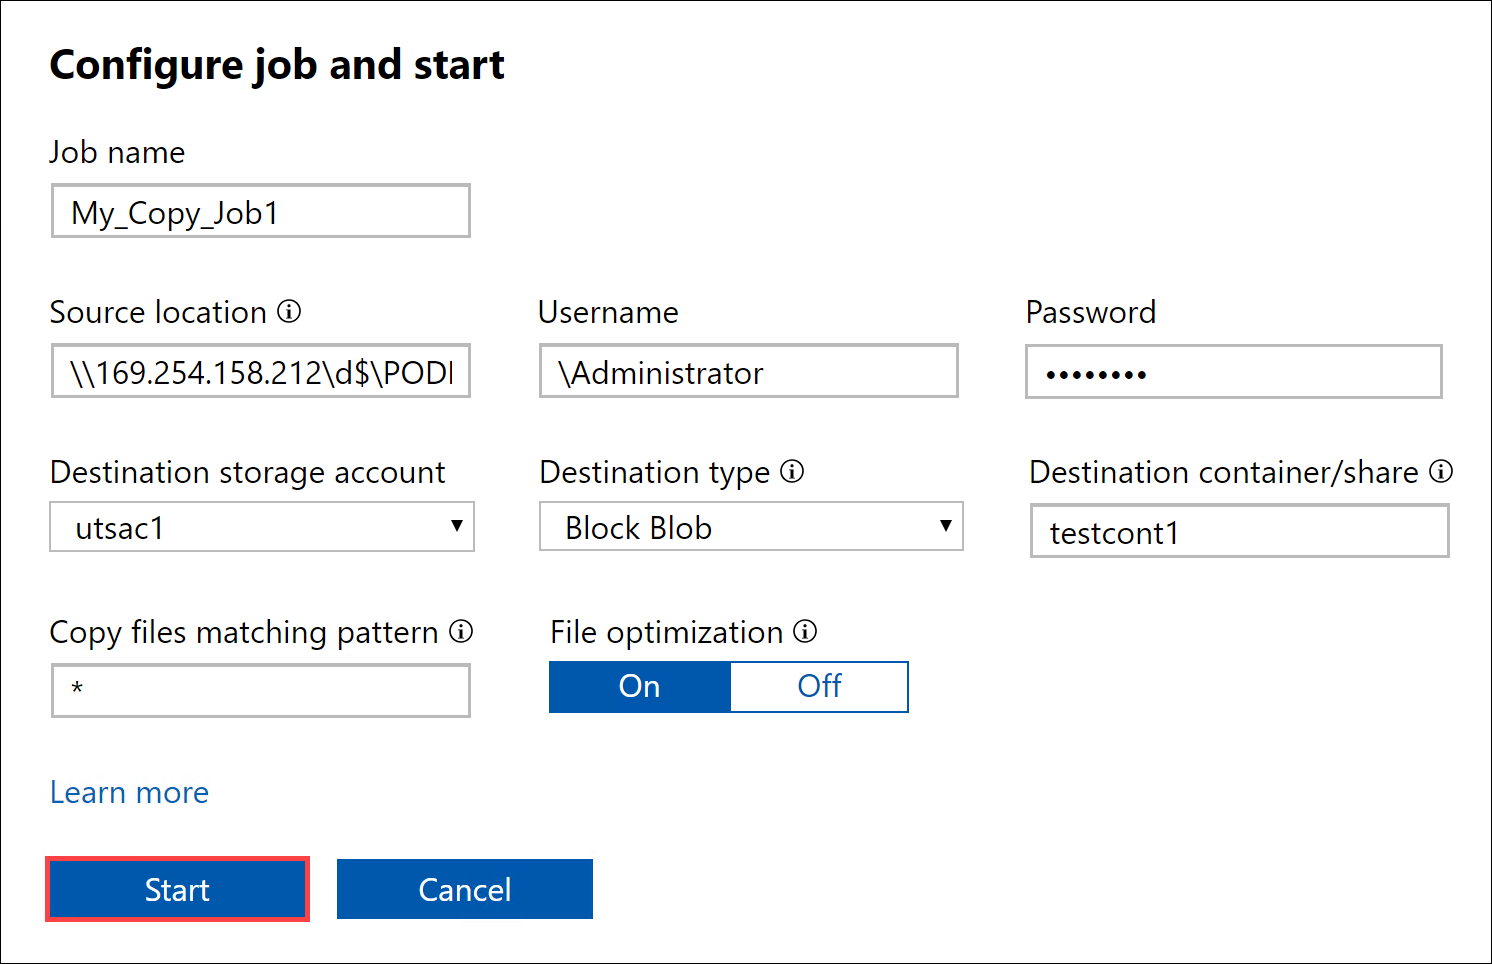 Configure job and start
Job name
My_Copy_Job1
Source location Username Password
\\169.254.158.212\d$\POD \Administrator ••••••••
Destination storage account Destination type Destination container/share
utsac1 Block Blob testcont1
Copy files matching pattern File optimization
* On Off
Learn more
Start Cancel